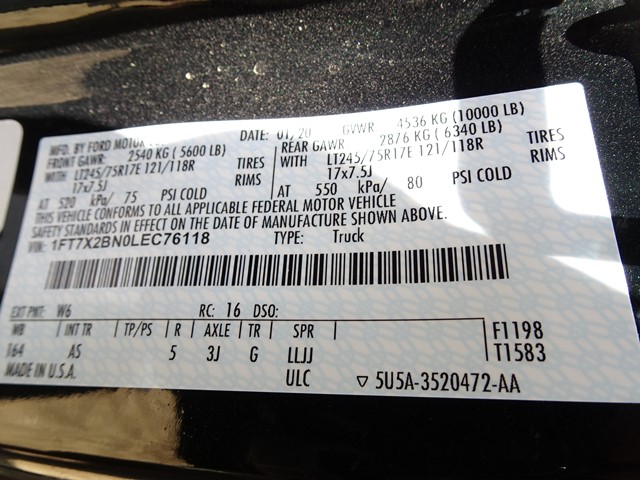 MFD. BY FORD MOTOR
DATE: 01/20 GVWR 4536 KG (10000 LB)
FRONT GAWR: 2540 KG ( 5600 LB) REAR GAWR 2876 KG ( 6340 LB)
WITH LT245/75R17E 121/118R TIRES WITH LT245/75R17E 121/118R TIRES
17x7.5J RIMS 17x7.5J RIMS
AT 520 kPa/ 75 PSI COLD AT 550 kPa/ 80 PSI COLD
THIS VEHICLE CONFORMS TO ALL APPLICABLE FEDERAL MOTOR VEHICLE
SAFETY STANDARDS IN EFFECT ON THE DATE OF MANUFACTURE SHOWN ABOVE.
VIN: 1FT7X2BN0LEC76118 TYPE: Truck
EXT PNT: W6 RC: 16 DSO:
WB INT TR TP/PS R AXLE TR SPR F1198
164 AS 5 3J G LLJJ T1583
MADE IN U.S.A. ULC ▽ 5U5A-3520472-AA